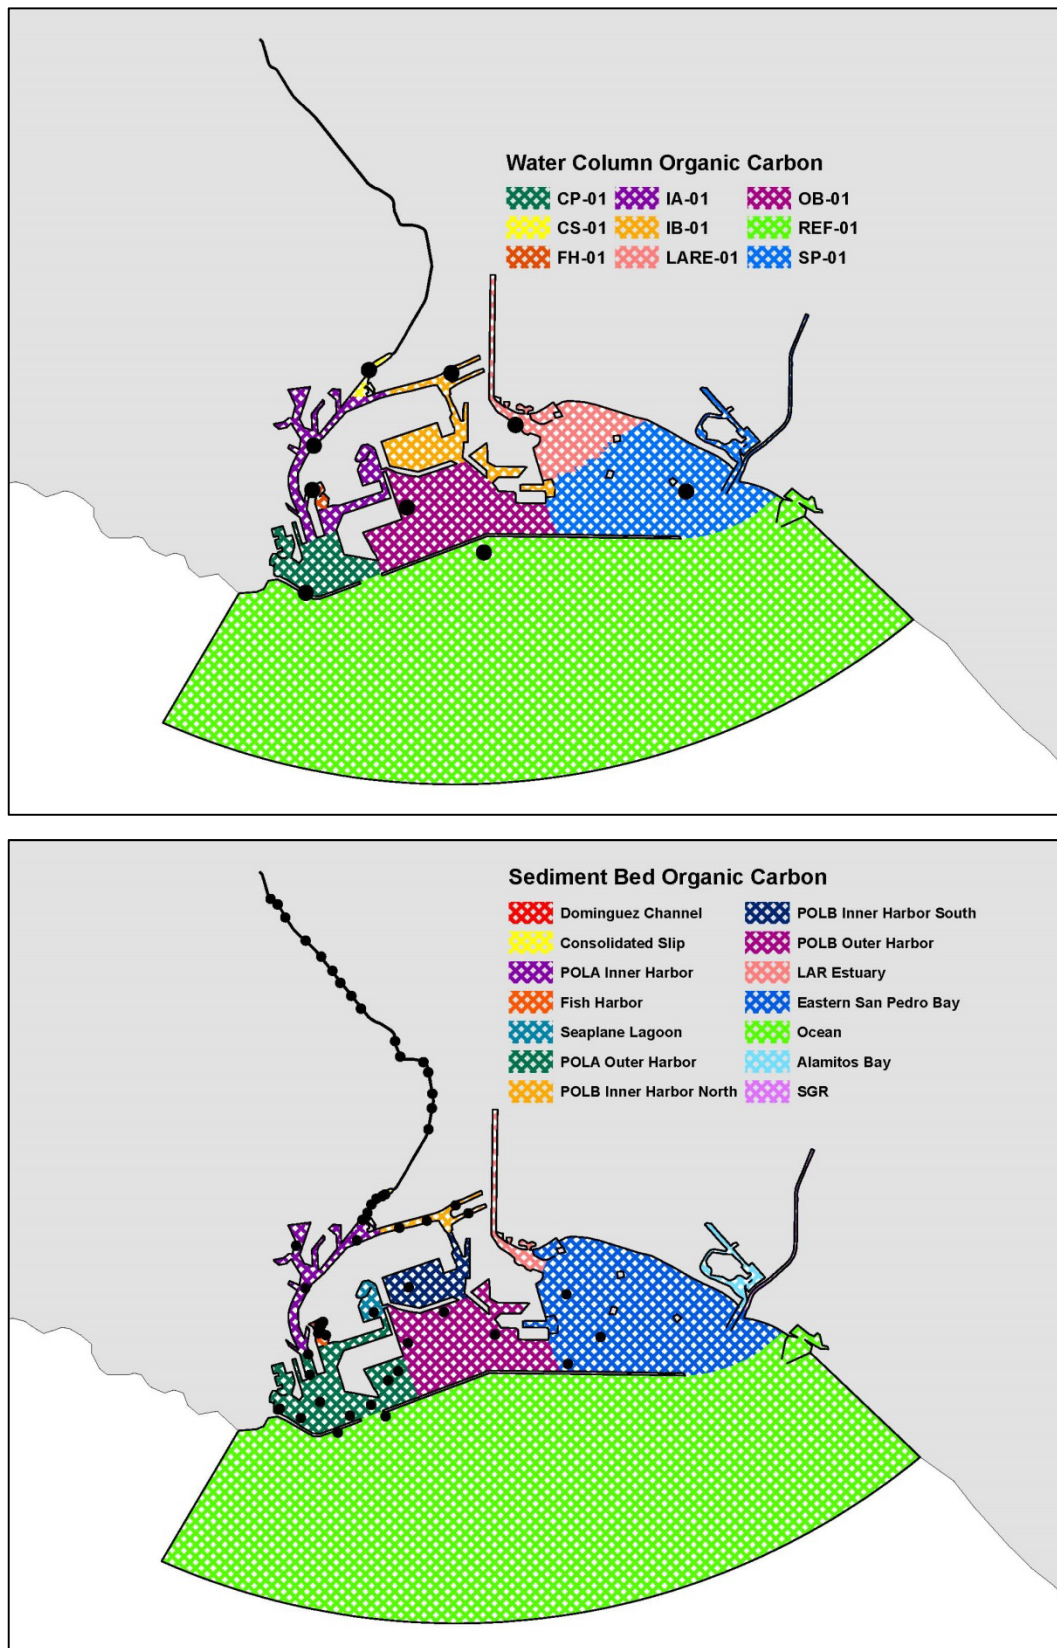 Water Column Organic Carbon
CP-01 IA-01 OB-01
CS-01 IB-01 REF-01
FH-01 LARE-01 SP-01
Sediment Bed Organic Carbon
Dominguez Channel POLB Inner Harbor South
Consolidated Slip POLB Outer Harbor
POLA Inner Harbor LAR Estuary
Fish Harbor Eastern San Pedro Bay
Seaplane Lagoon Ocean
POLA Outer Harbor Alamitos Bay
POLB Inner Harbor North SGR